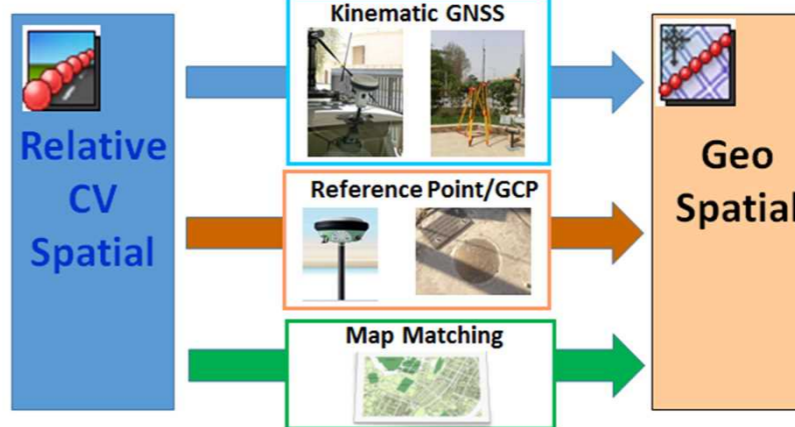 Kinematic GNSS
Relative
CV
Spatial
Reference Point/GCP
Map Matching
Geo
Spatial